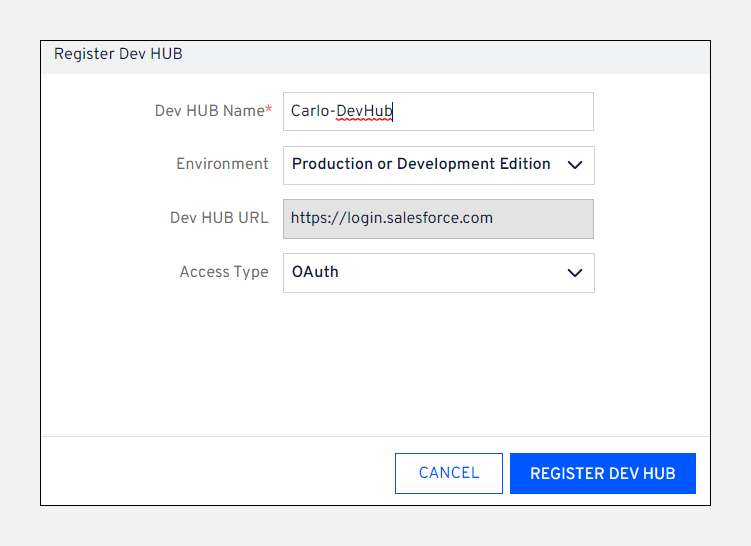 Register Dev HUB
Dev HUB Name* Carlo-DevHub
Environment Production or Development Edition
Dev HUB URL https://login.salesforce.com
Access Type OAuth
CANCEL REGISTER DEV HUB